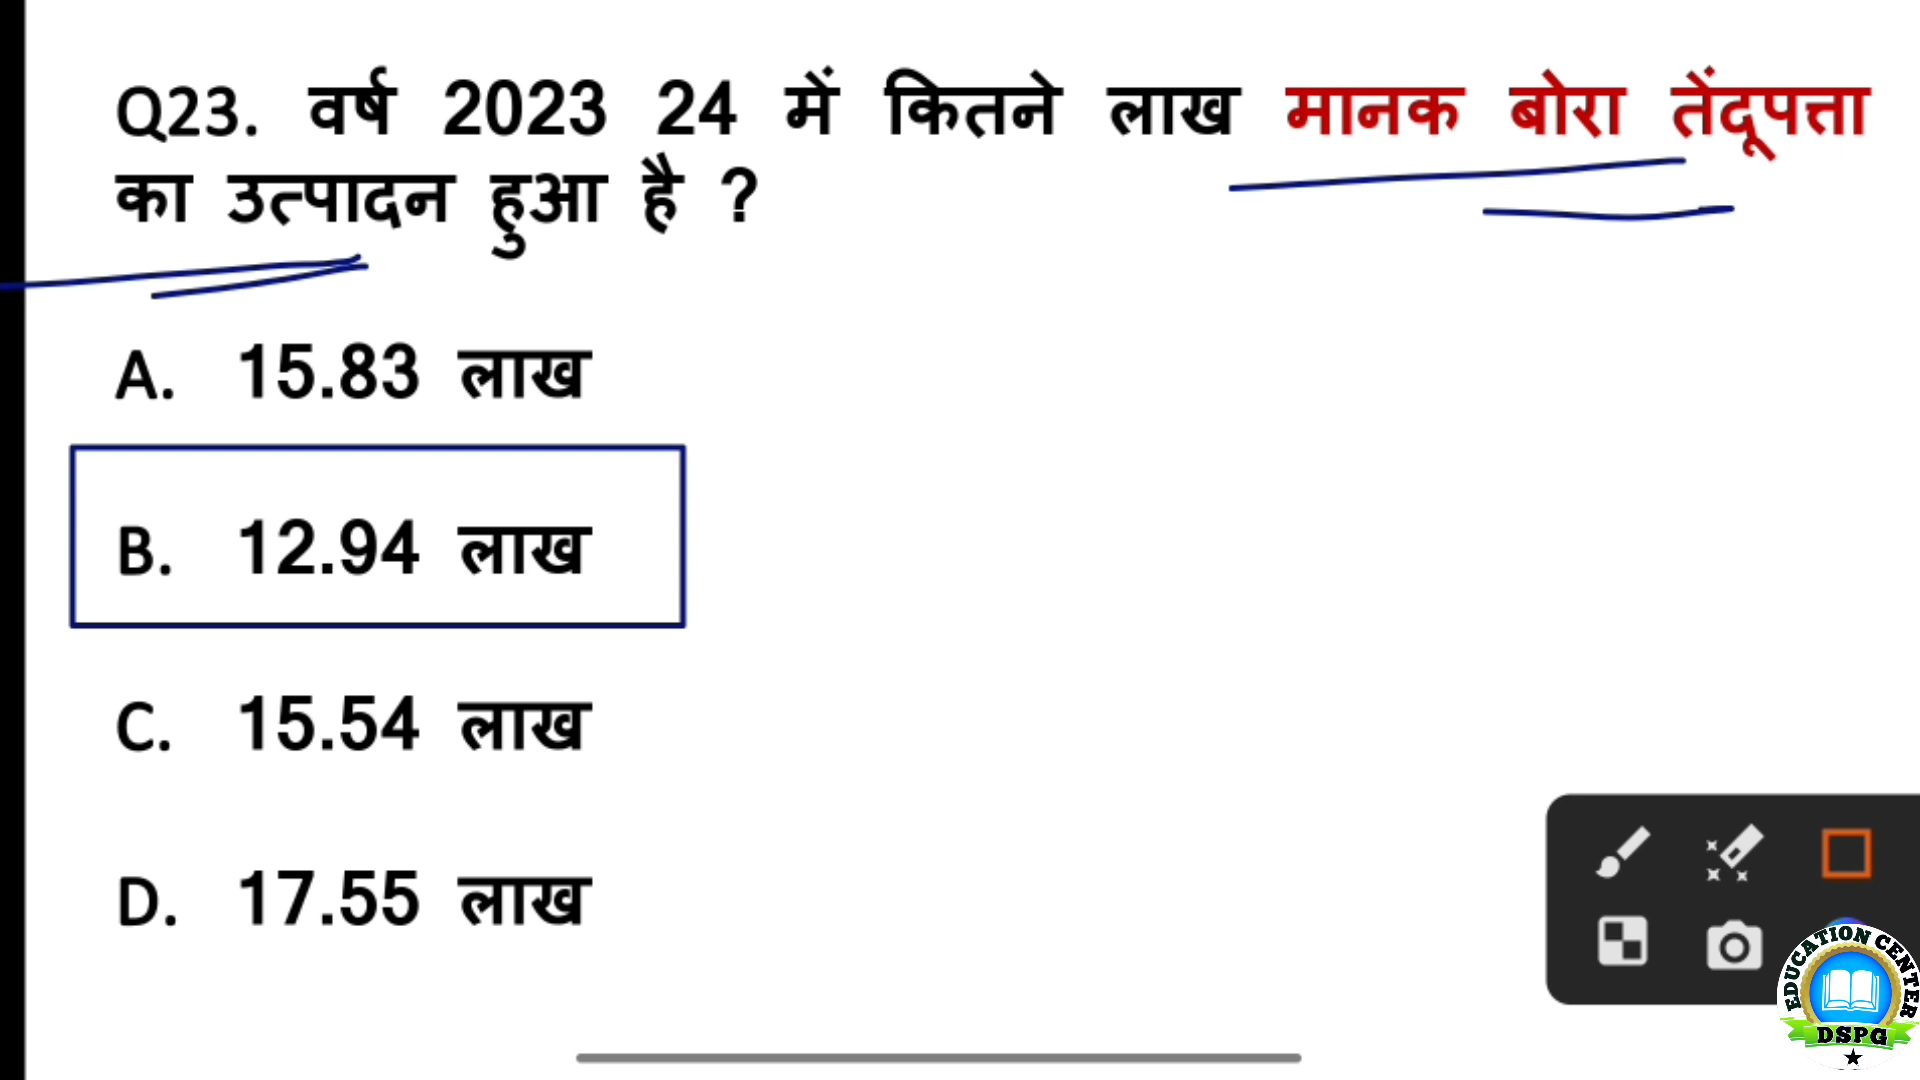 Q23. वर्ष 2023 24 में कितने लाख मानक बोरा तेंदूपत्ता
का उत्पादन हुआ है ?
A. 15.83 लाख
B. 12.94 लाख
C. 15.54 लाख
D. 17.55 लाख
EDUCATION CENTER
DSPG